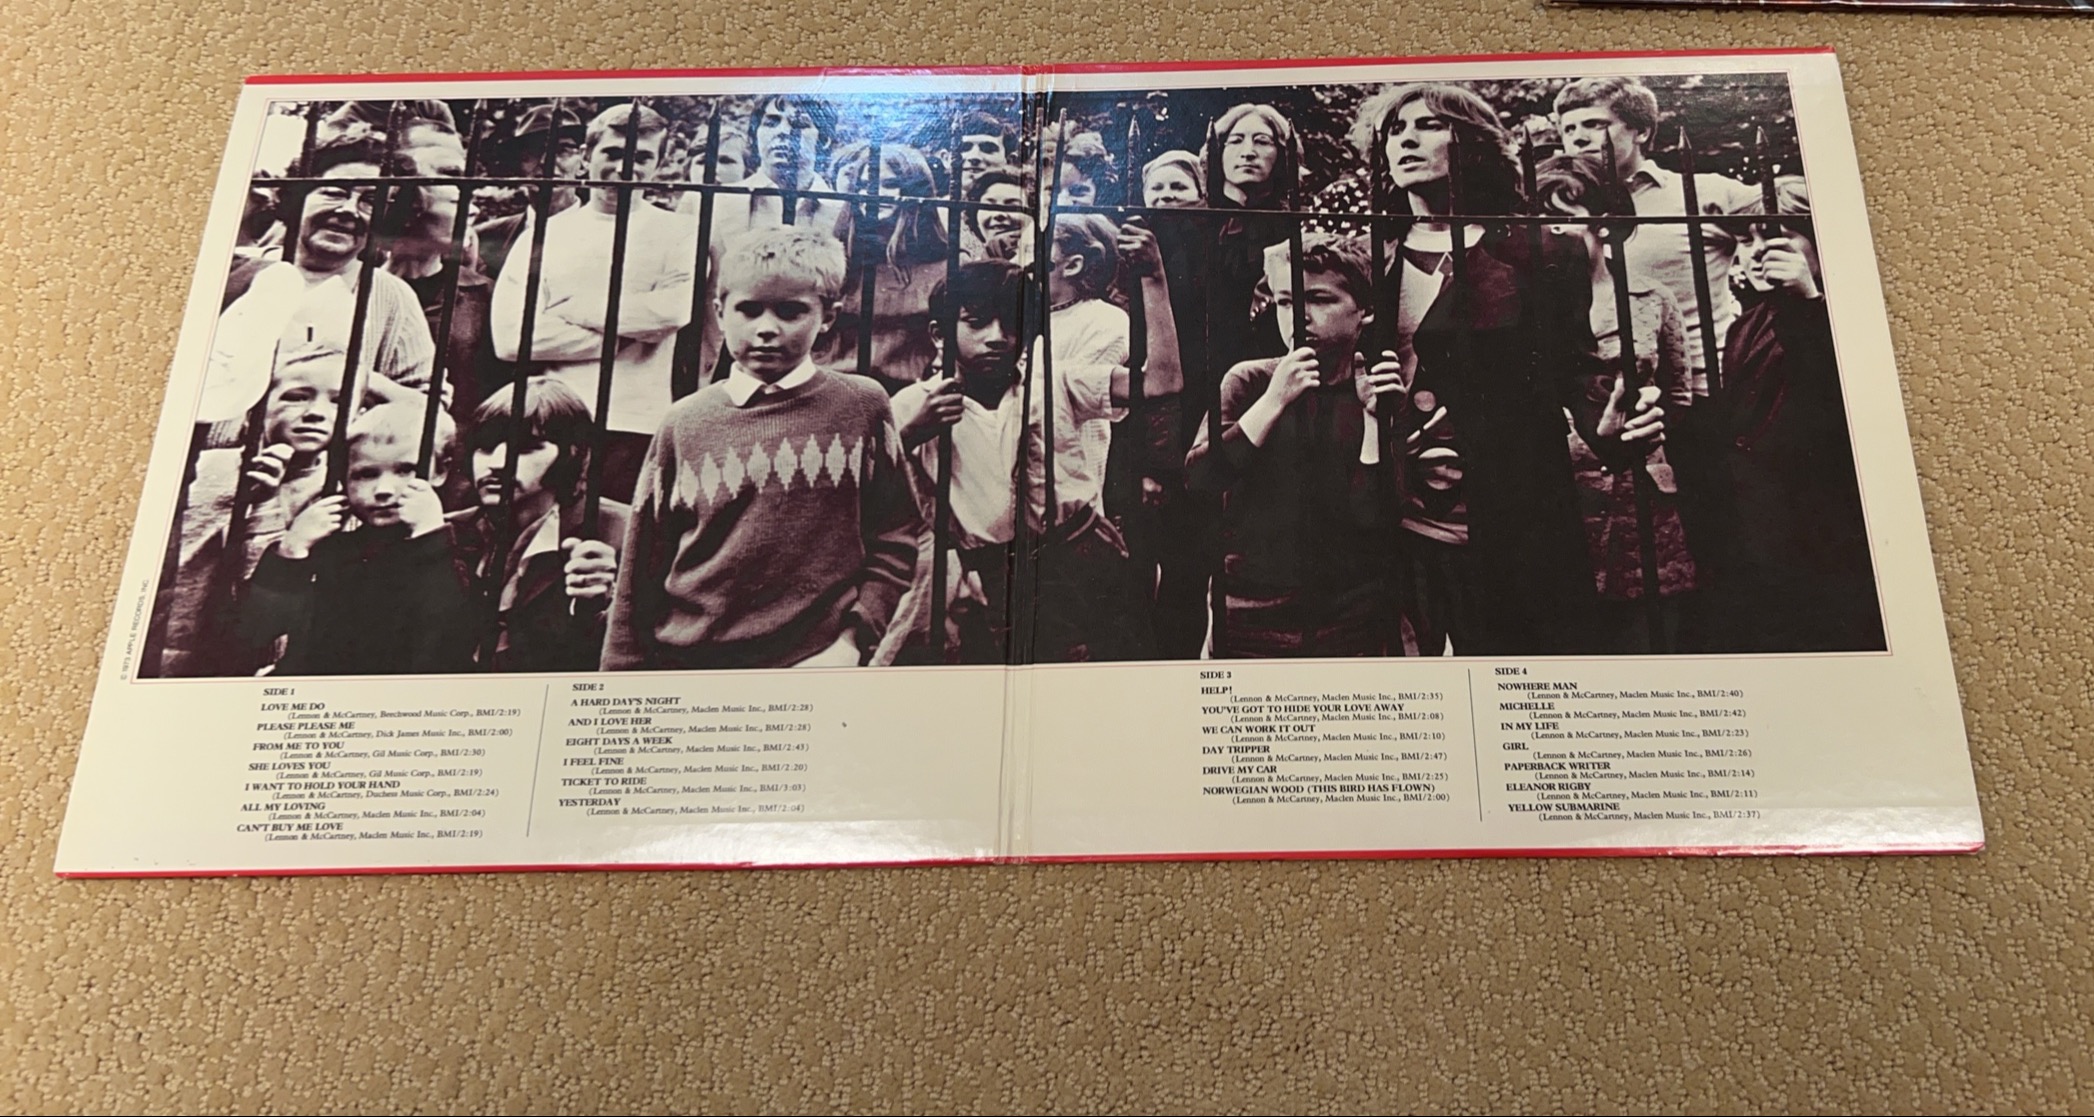 © 1973 APPLE RECORDS, INC.
SIDE 1
LOVE ME DO
(Lennon & McCartney, Beechwood Music Corp., BMI/2:19)
PLEASE PLEASE ME
(Lennon & McCartney, Dick James Music Inc., BMI/2:00)
FROM ME TO YOU
(Lennon & McCartney, Gil Music Corp., BMI/2:30)
SHE LOVES YOU
(Lennon & McCartney, Gil Music Corp., BMI/2:19)
I WANT TO HOLD YOUR HAND
(Lennon & McCartney, Duchess Music Corp., BMI/2:24)
ALL MY LOVING
(Lennon & McCartney, Maclen Music Inc., BMI/2:04)
CAN'T BUY ME LOVE
(Lennon & McCartney, Maclen Music Inc., BMI/2:19)
SIDE 2
A HARD DAY'S NIGHT
(Lennon & McCartney, Maclen Music Inc., BMI/2:28)
AND I LOVE HER
(Lennon & McCartney, Maclen Music Inc., BMI/2:28)
EIGHT DAYS A WEEK
(Lennon & McCartney, Maclen Music Inc., BMI/2:43)
I FEEL FINE
(Lennon & McCartney, Maclen Music Inc., BMI/2:20)
TICKET TO RIDE
(Lennon & McCartney, Maclen Music Inc., BMI/3:03)
YESTERDAY
(Lennon & McCartney, Maclen Music Inc., BMI/2:04)
SIDE 3
HELP!
(Lennon & McCartney, Maclen Music Inc., BMI/2:35)
YOU'VE GOT TO HIDE YOUR LOVE AWAY
(Lennon & McCartney, Maclen Music Inc., BMI/2:08)
WE CAN WORK IT OUT
(Lennon & McCartney, Maclen Music Inc., BMI/2:10)
DAY TRIPPER
(Lennon & McCartney, Maclen Music Inc., BMI/2:47)
DRIVE MY CAR
(Lennon & McCartney, Maclen Music Inc., BMI/2:25)
NORWEGIAN WOOD (THIS BIRD HAS FLOWN)
(Lennon & McCartney, Maclen Music Inc., BMI/2:00)
SIDE 4
NOWHERE MAN
(Lennon & McCartney, Maclen Music Inc., BMI/2:40)
MICHELLE
(Lennon & McCartney, Maclen Music Inc., BMI/2:42)
IN MY LIFE
(Lennon & McCartney, Maclen Music Inc., BMI/2:23)
GIRL
(Lennon & McCartney, Maclen Music Inc., BMI/2:26)
PAPERBACK WRITER
(Lennon & McCartney, Maclen Music Inc., BMI/2:14)
ELEANOR RIGBY
(Lennon & McCartney, Maclen Music Inc., BMI/2:11)
YELLOW SUBMARINE
(Lennon & McCartney, Maclen Music Inc., BMI/2:37)